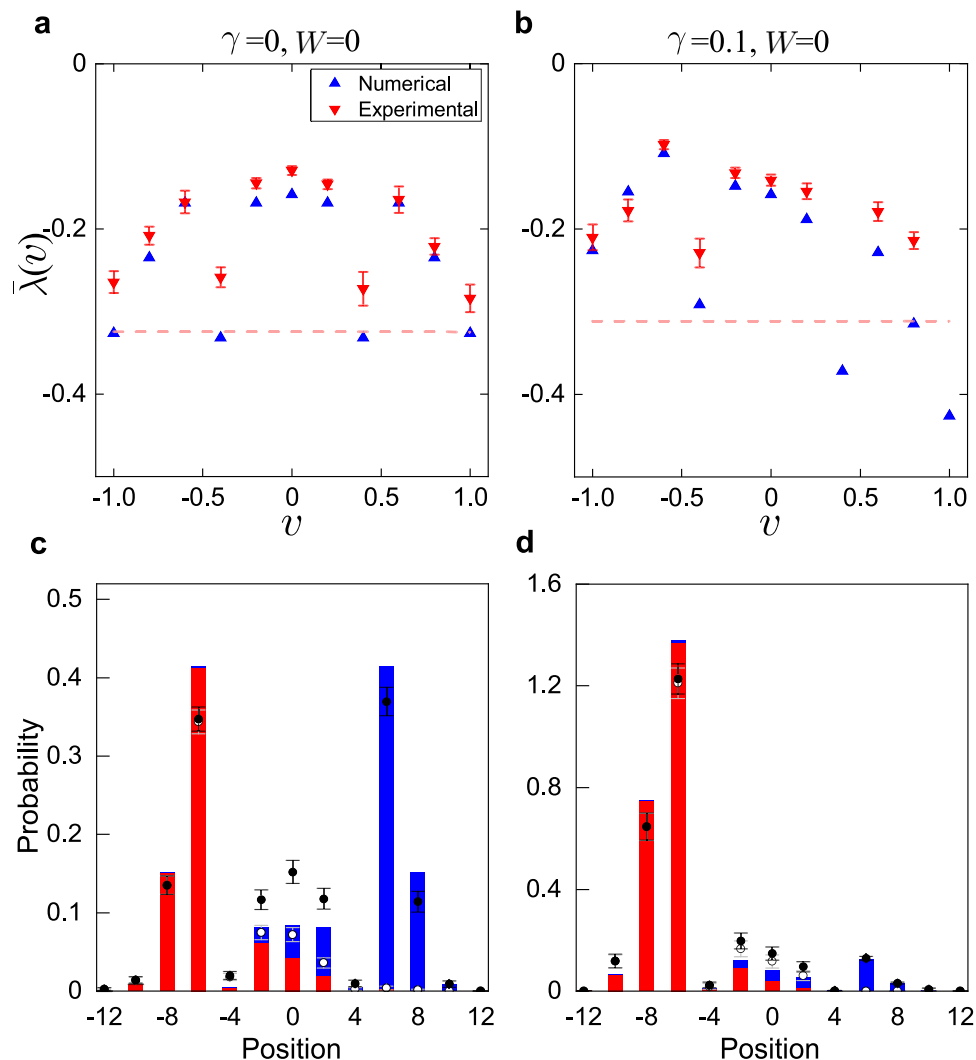 a
γ=0, W=0
0
-0.2
-0.4
λ̄(υ)
Numerical
Experimental
-1.0 -0.5 0 0.5 1.0
υ
b
γ=0.1, W=0
0
-0.2
-0.4
-1.0 -0.5 0 0.5 1.0
υ
c
0.5
0.4
0.3
0.2
0.1
0
Probability
-12 -8 -4 0 4 8 12
Position
d
1.6
1.2
0.8
0.4
0
-12 -8 -4 0 4 8 12
Position